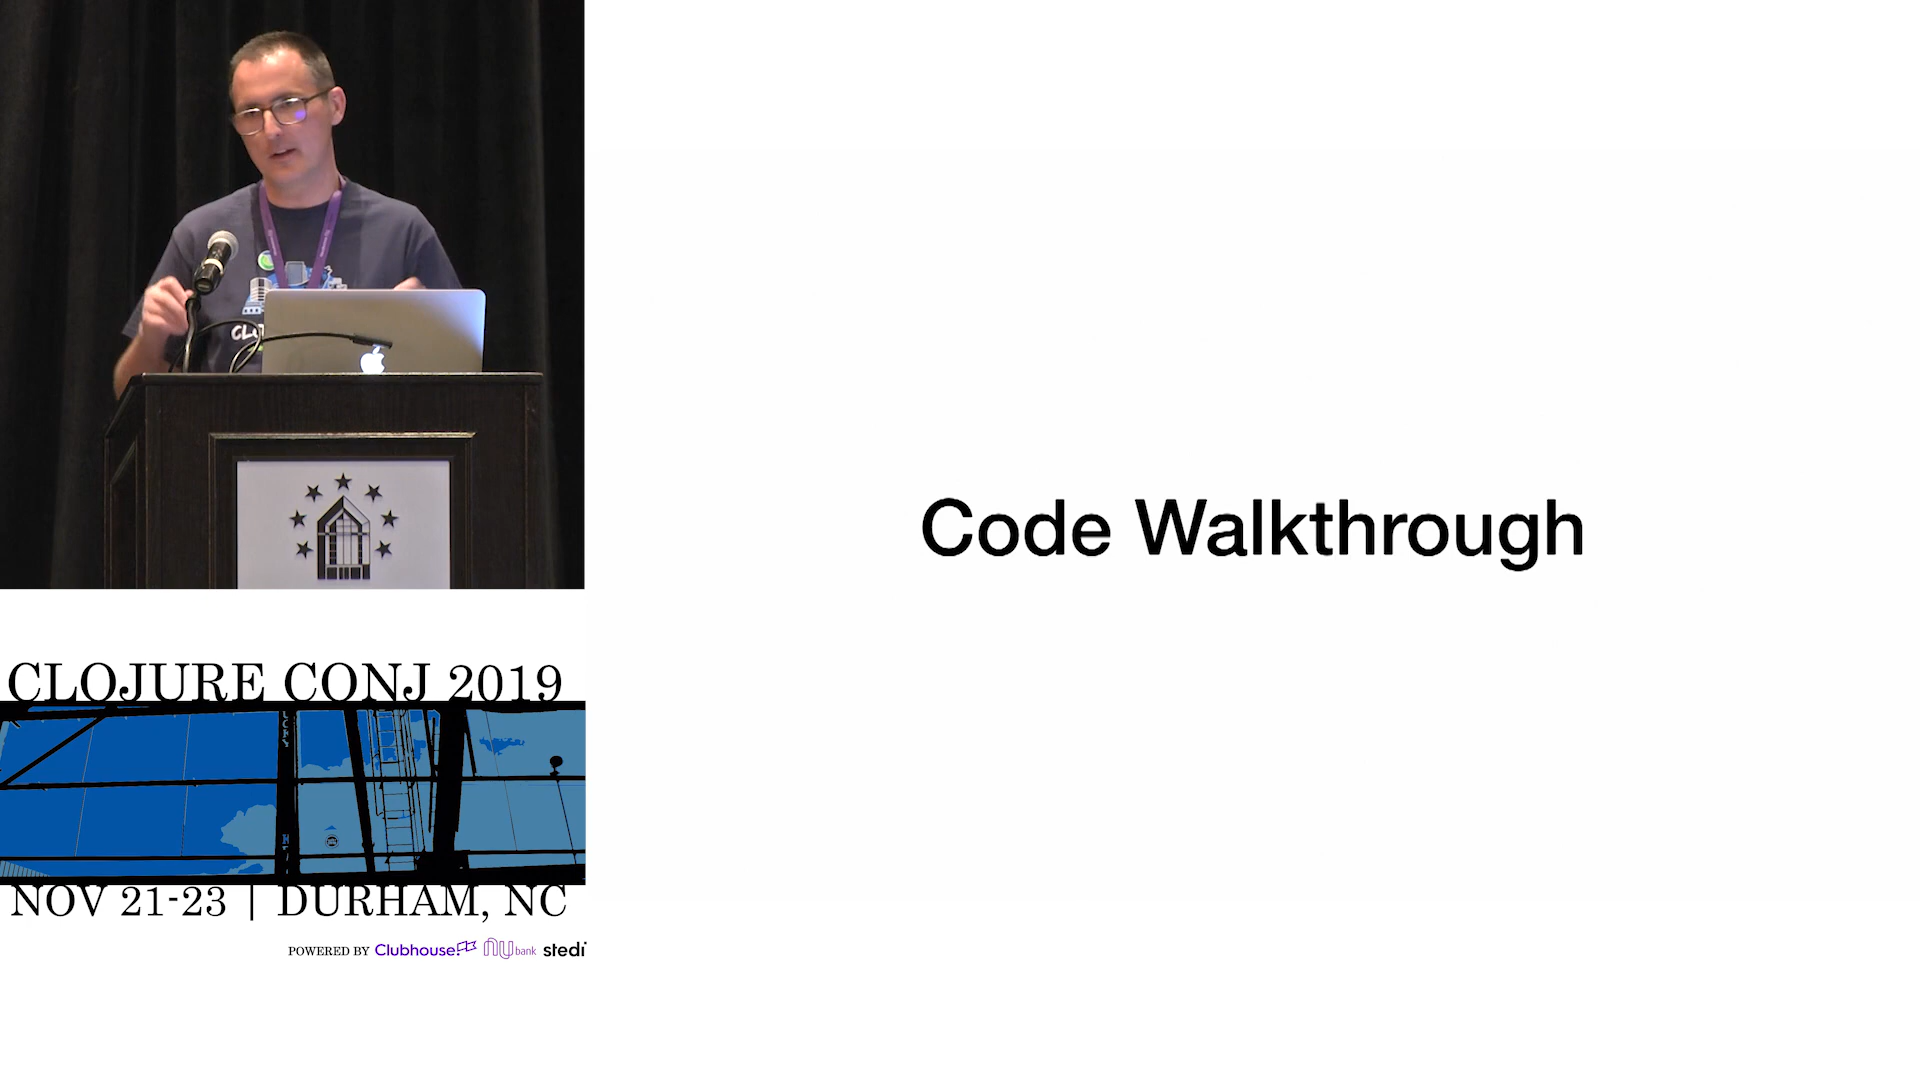 Code Walkthrough
CLOJURE CONJ 2019
NOV 21-23 | DURHAM, NC
POWERED BY Clubhouse nu bank stedi